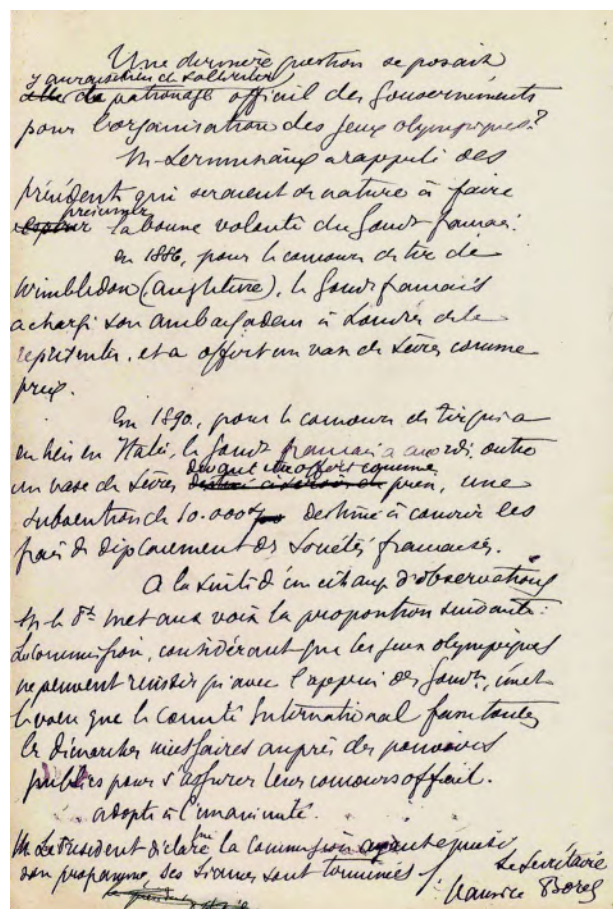 Une dernière question se posait
y aurait-il lieu de solliciter
le patronage officiel des Gouvernements
pour l'organisation des Jeux olympiques?
M. Lermusiaux a rappelé des
précédents qui seraient de nature à faire
présumer
espérer la bonne volonté du Gouvt français.
En 1886, pour le concours de tir de
Wimbledon (Angleterre), le Gouvt français
a chargé son ambassadeur à Londres de le
représenter, et a offert un vase de Sèvres comme
prix.
En 1890, pour le concours de tir qui a
eu lieu en Italie, le Gouvt français a accordé, outre
un vase de Sèvres devant être offert comme
prix, une
subvention de 10.000 f destinée à couvrir les
frais de déplacement des Sociétés françaises.
A la suite d'un échange d'observations
M. le Pt met aux voix la proposition suivante:
La Commission, considérant que les jeux olympiques
ne peuvent réussir qu'avec l'appui des Gouvts, émet
le voeu que le Comité International fasse toutes
les démarches nécessaires auprès des pouvoirs
publics pour s'assurer leur concours officiel.
adopté à l'unanimité.
M. Le Président déclare que la Commission ayant épuisé
son programme, ses séances sont terminées
Le Secrétaire
Maurice Borel